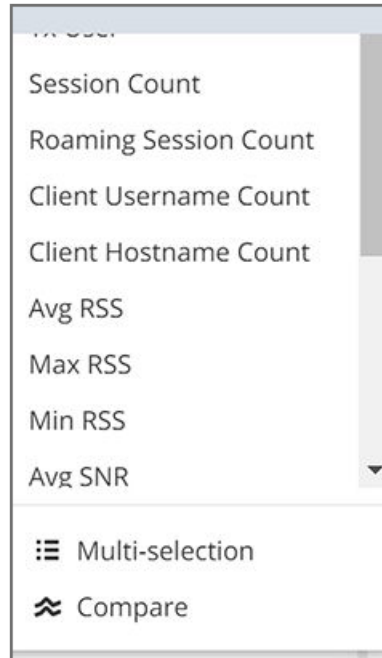 Session Count
Roaming Session Count
Client Username Count
Client Hostname Count
Avg RSS
Max RSS
Min RSS
Avg SNR
Multi-selection
Compare